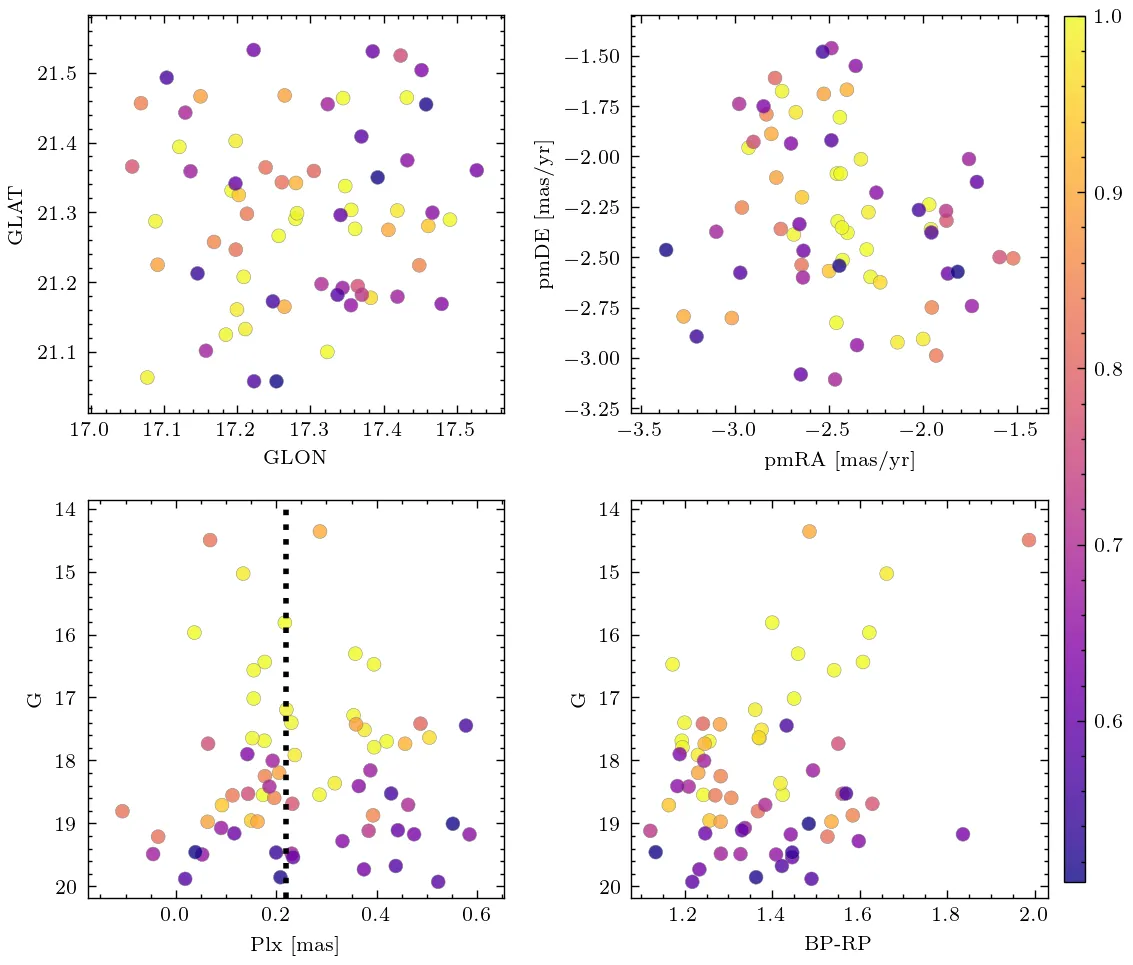 21.5
21.4
21.3
21.2
21.1
GLAT
17.0 17.1 17.2 17.3 17.4 17.5
GLON
−1.50
−1.75
−2.00
−2.25
−2.50
−2.75
−3.00
−3.25
pmDE [mas/yr]
−3.5 −3.0 −2.5 −2.0 −1.5
pmRA [mas/yr]
1.0
0.9
0.8
0.7
0.6
14
15
16
17
18
19
20
G
0.0 0.2 0.4 0.6
Plx [mas]
14
15
16
17
18
19
20
G
1.2 1.4 1.6 1.8 2.0
BP-RP